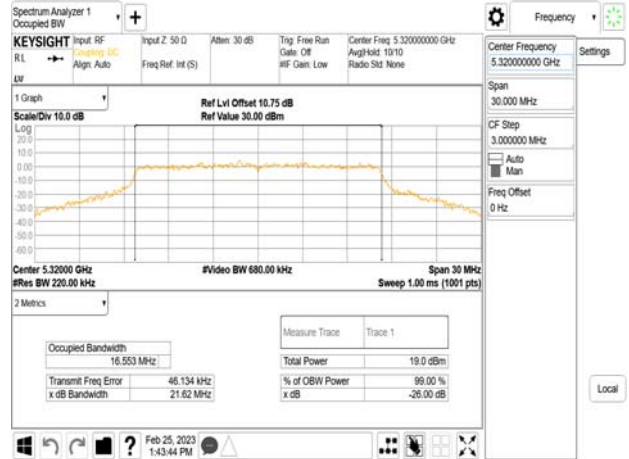 Spectrum Analyzer 1
Occupied BW
Frequency
KEYSIGHT
RL
Input: RF
Coupling: DC
Align: Auto
Input Z: 50 Ω
Freq Ref: Int (S)
Atten: 30 dB
Trig: Free Run
Gate: Off
#IF Gain: Low
Center Freq: 5.320000000 GHz
Avg|Hold: 10/10
Radio Std: None
Center Frequency
5.320000000 GHz
Settings
Span
30.000 MHz
CF Step
3.000000 MHz
Auto
Man
Freq Offset
0 Hz
Local
1 Graph
Scale/Div 10.0 dB
Ref Lvl Offset 10.75 dB
Ref Value 30.00 dBm
Log
20.0
10.0
0.00
-10.0
-20.0
-30.0
-40.0
-50.0
-60.0
Center 5.32000 GHz
#Res BW 220.00 kHz
#Video BW 680.00 kHz
Span 30 MHz
Sweep 1.00 ms (1001 pts)
2 Metrics
Measure Trace
Trace 1
Occupied Bandwidth
16.553 MHz
Total Power
19.0 dBm
Transmit Freq Error
46.134 kHz
% of OBW Power
99.00 %
x dB Bandwidth
21.62 MHz
x dB
-26.00 dB
?
Feb 25, 2023
1:43:44 PM